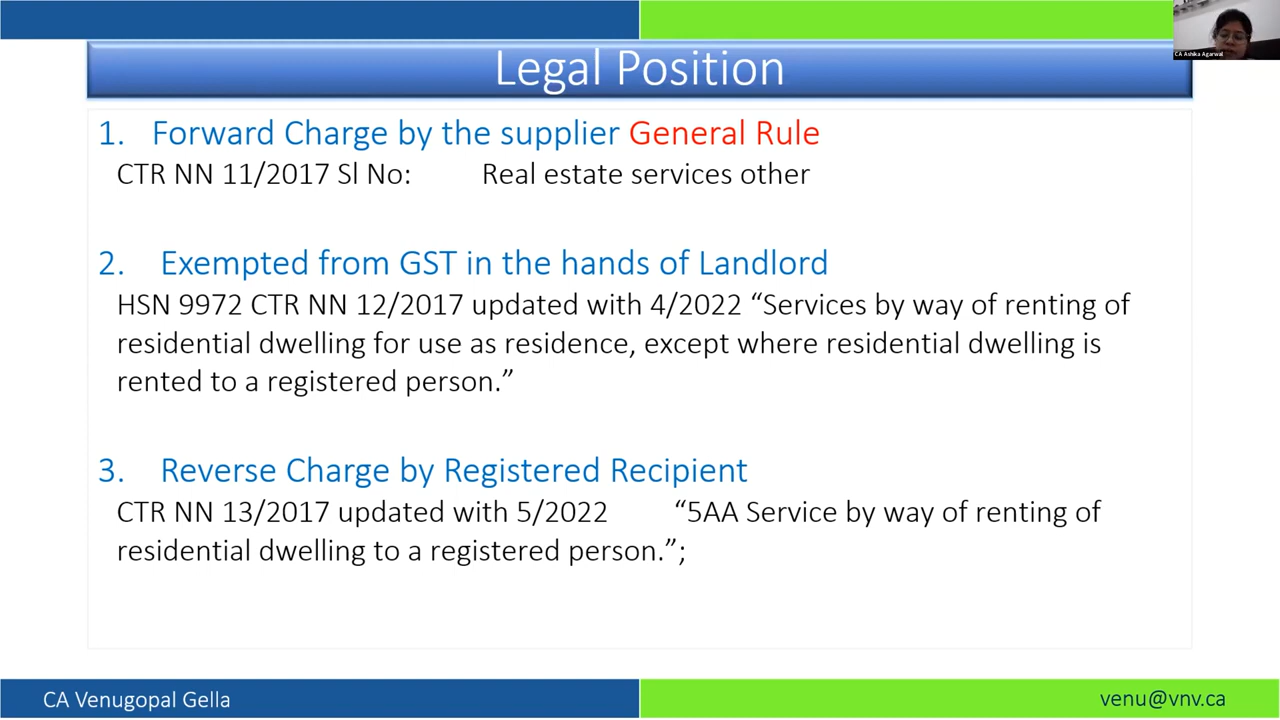 CA Ashika Agarwal
Legal Position
1. Forward Charge by the supplier General Rule
CTR NN 11/2017 Sl No: Real estate services other
2. Exempted from GST in the hands of Landlord
HSN 9972 CTR NN 12/2017 updated with 4/2022 “Services by way of renting of
residential dwelling for use as residence, except where residential dwelling is
rented to a registered person.”
3. Reverse Charge by Registered Recipient
CTR NN 13/2017 updated with 5/2022 “5AA Service by way of renting of
residential dwelling to a registered person.”;
CA Venugopal Gella
venu@vnv.ca